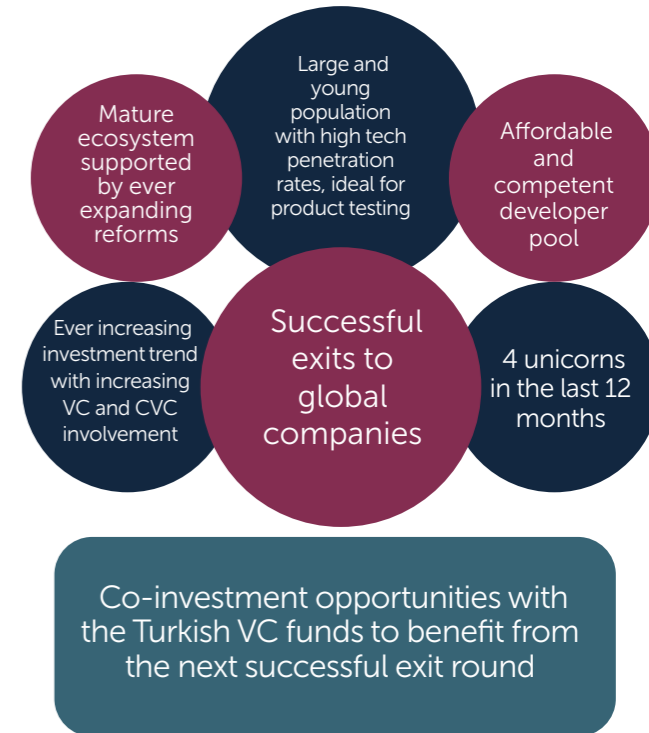 Large and
young
population
with high tech
penetration
rates, ideal for
product testing
Mature
ecosystem
supported
by ever
expanding
reforms
Affordable
and
competent
developer
pool
Ever increasing
investment trend
with increasing
VC and CVC
involvement
Successful
exits to
global
companies
4 unicorns
in the last 12
months
Co-investment opportunities with
the Turkish VC funds to benefit from
the next successful exit round